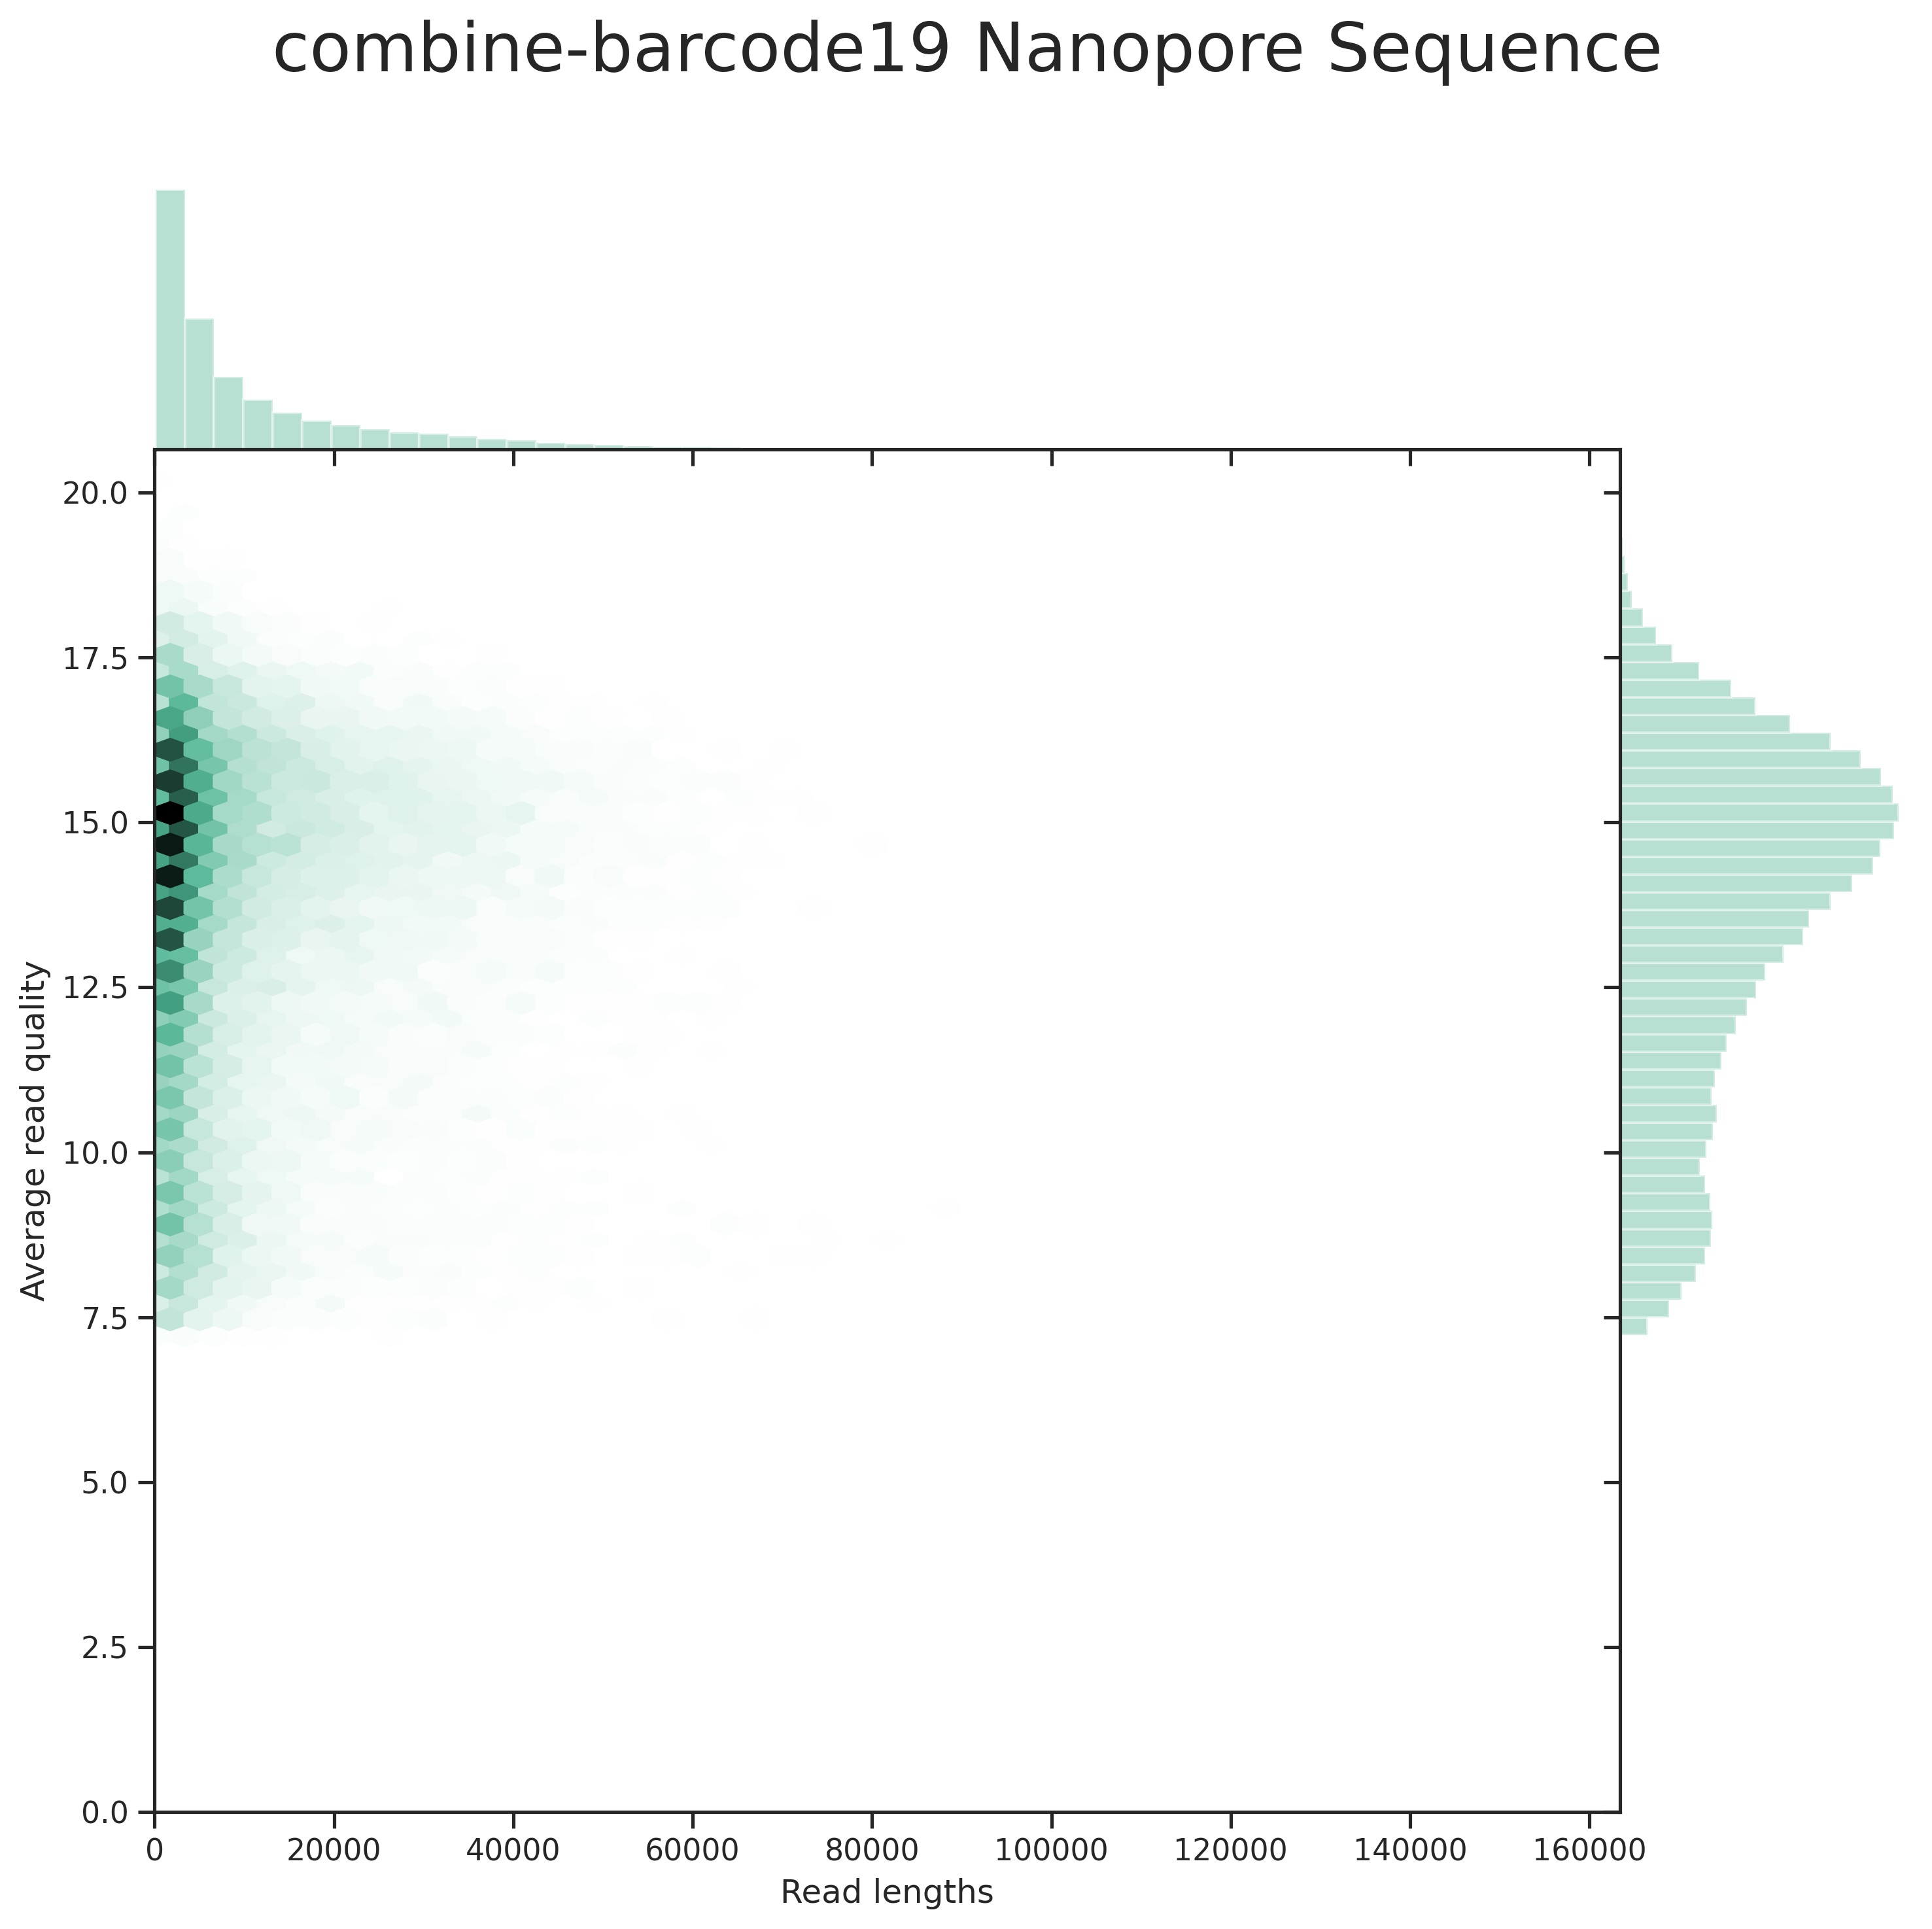 combine-barcode19 Nanopore Sequence
20.0
17.5
15.0
12.5
10.0
7.5
5.0
2.5
0.0
Average read quality
0 20000 40000 60000 80000 100000 120000 140000 160000
Read lengths